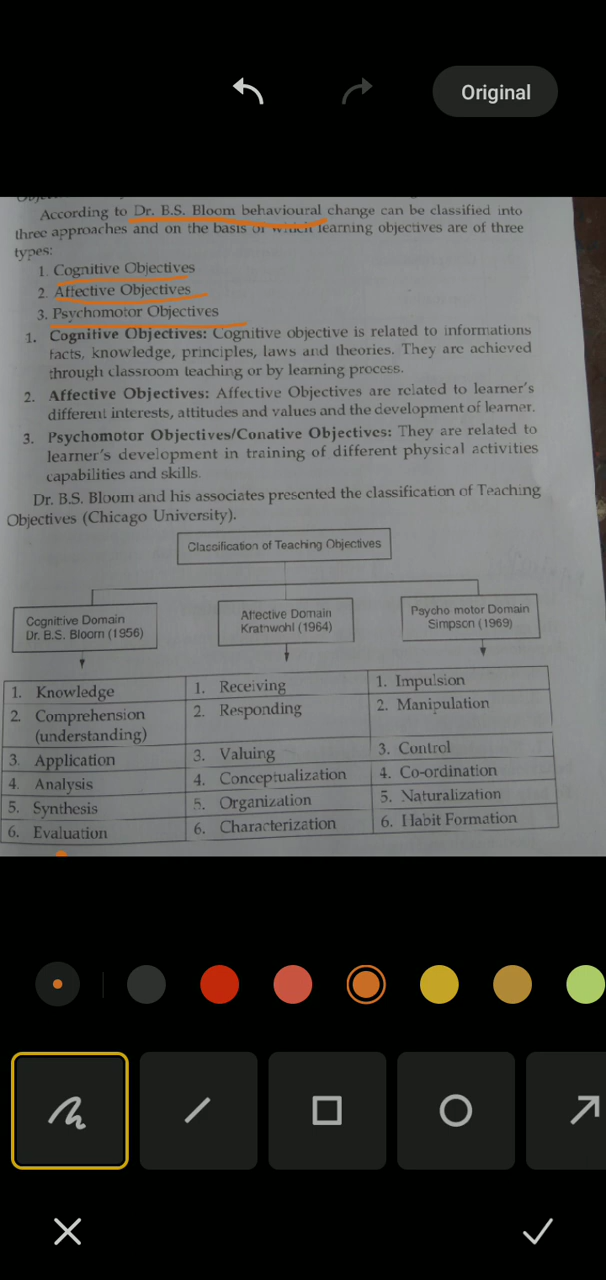 Original
According to Dr. B.S. Bloom behavioural change can be classified into
three approaches and on the basis of which learning objectives are of three
types:
1. Cognitive Objectives
2. Affective Objectives
3. Psychomotor Objectives
1. Cognitive Objectives: Cognitive objective is related to informations
facts, knowledge, principles, laws and theories. They are achieved
through classroom teaching or by learning process.
2. Affective Objectives: Affective Objectives are related to learner's
different interests, attitudes and values and the development of learner.
3. Psychomotor Objectives/Conative Objectives: They are related to
learner's development in training of different physical activities
capabilities and skills.
Dr. B.S. Bloom and his associates presented the classification of Teaching
Objectives (Chicago University).
Classification of Teaching Objectives
Cognitive Domain
Dr. B.S. Bloom (1956)
Affective Domain
Krathwohl (1964)
Psycho motor Domain
Simpson (1969)
1. Knowledge
2. Comprehension
(understanding)
3. Application
4. Analysis
5. Synthesis
6. Evaluation
1. Receiving
2. Responding
3. Valuing
4. Conceptualization
5. Organization
6. Characterization
1. Impulsion
2. Manipulation
3. Control
4. Co-ordination
5. Naturalization
6. Habit Formation